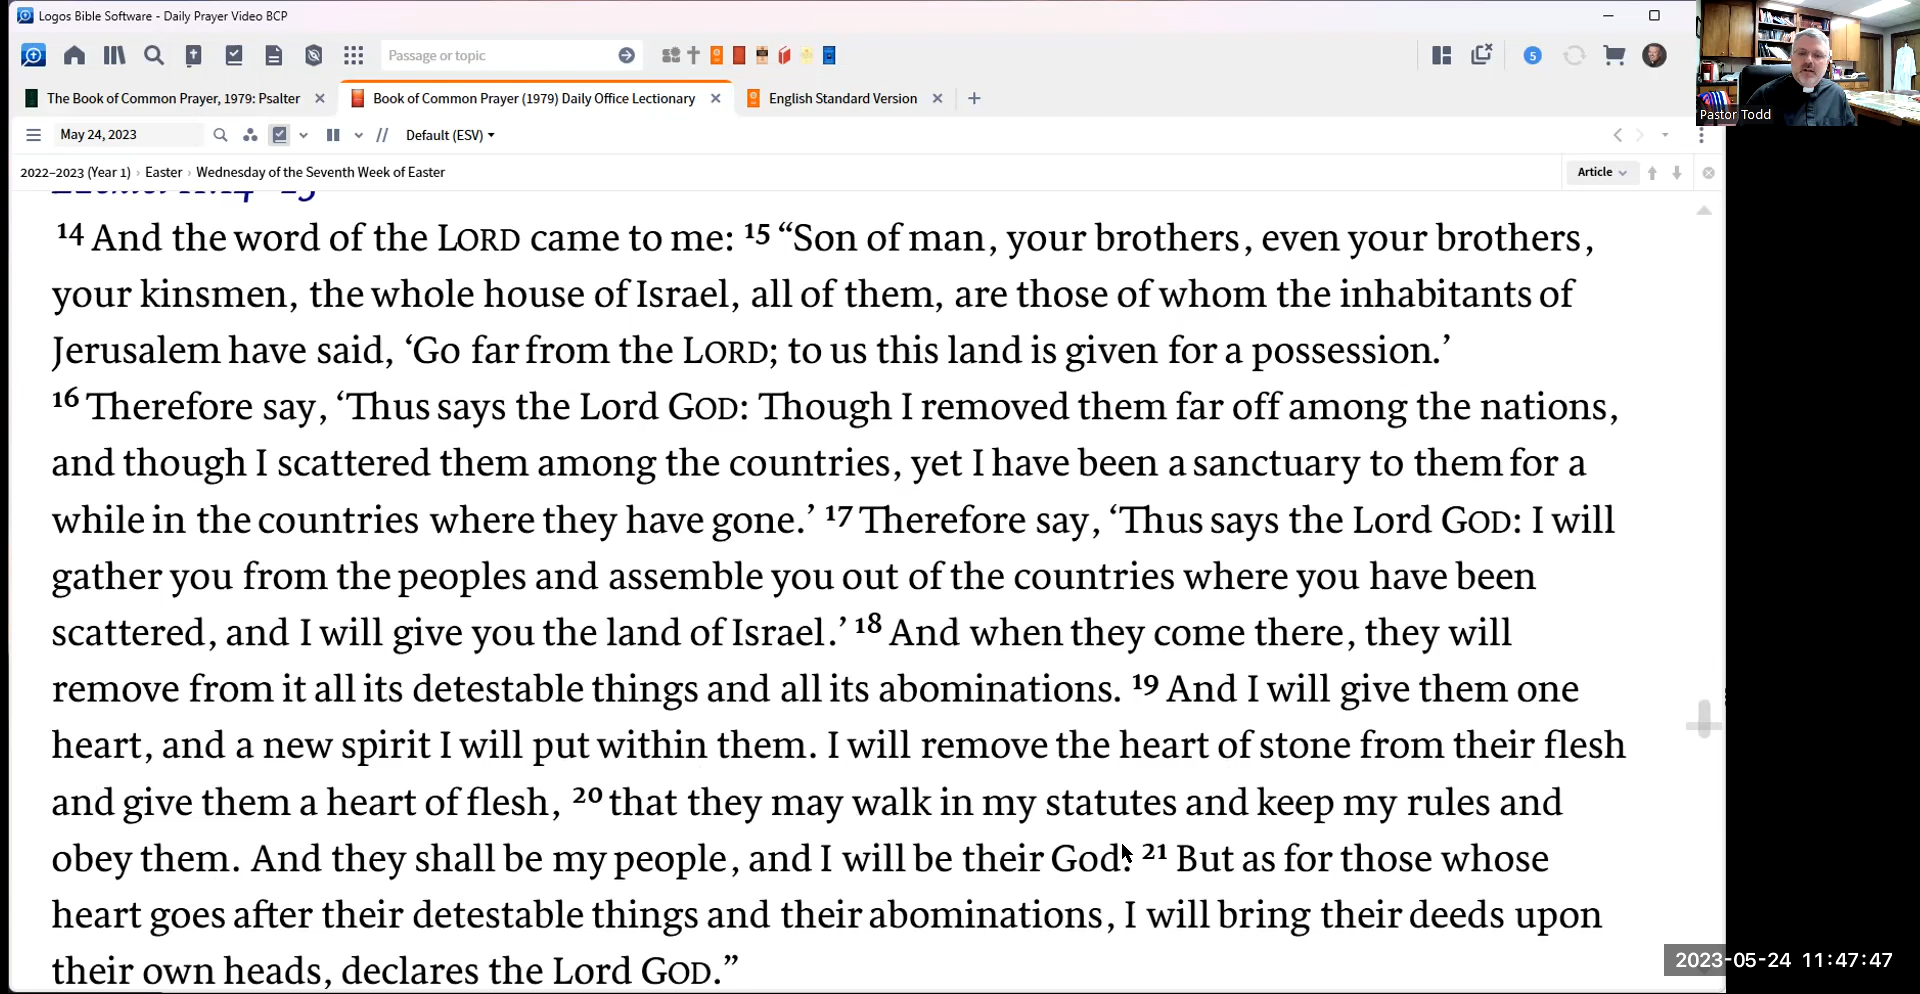 Logos Bible Software - Daily Prayer Video BCP
Passage or topic
5
The Book of Common Prayer, 1979: Psalter
Book of Common Prayer (1979) Daily Office Lectionary
English Standard Version
May 24, 2023
Default (ESV)
2022–2023 (Year 1) › Easter › Wednesday of the Seventh Week of Easter
Article
14 And the word of the LORD came to me: 15 “Son of man, your brothers, even your brothers,
your kinsmen, the whole house of Israel, all of them, are those of whom the inhabitants of
Jerusalem have said, ‘Go far from the LORD; to us this land is given for a possession.’
16 Therefore say, ‘Thus says the Lord GOD: Though I removed them far off among the nations,
and though I scattered them among the countries, yet I have been a sanctuary to them for a
while in the countries where they have gone.’ 17 Therefore say, ‘Thus says the Lord GOD: I will
gather you from the peoples and assemble you out of the countries where you have been
scattered, and I will give you the land of Israel.’ 18 And when they come there, they will
remove from it all its detestable things and all its abominations. 19 And I will give them one
heart, and a new spirit I will put within them. I will remove the heart of stone from their flesh
and give them a heart of flesh, 20 that they may walk in my statutes and keep my rules and
obey them. And they shall be my people, and I will be their God. 21 But as for those whose
heart goes after their detestable things and their abominations, I will bring their deeds upon
their own heads, declares the Lord GOD.”
Pastor Todd
2023-05-24 11:47:47